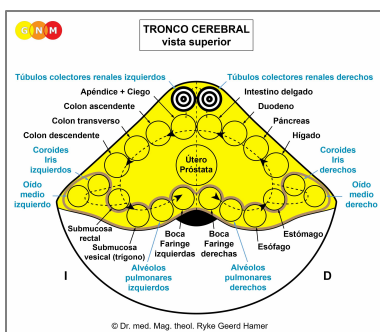 GNM
TRONCO CEREBRAL
vista superior
Túbulos colectores renales izquierdos
Túbulos colectores renales derechos
Apéndice + Ciego
Intestino delgado
Colon ascendente
Duodeno
Colon transverso
Páncreas
Colon descendente
Hígado
Coroides
Iris
izquierdos
Coroides
Iris
derechos
Útero
Próstata
Oído
medio
izquierdo
Oído
medio
derecho
Submucosa
rectal
Submucosa
vesical (trigono)
Boca
Faringe
izquierdas
Boca
Faringe
derechas
Estómago
Esófago
Alvéolos
pulmonares
izquierdos
Alvéolos
pulmonares
derechos
I
D
© Dr. med. Mag. theol. Ryke Geerd Hamer